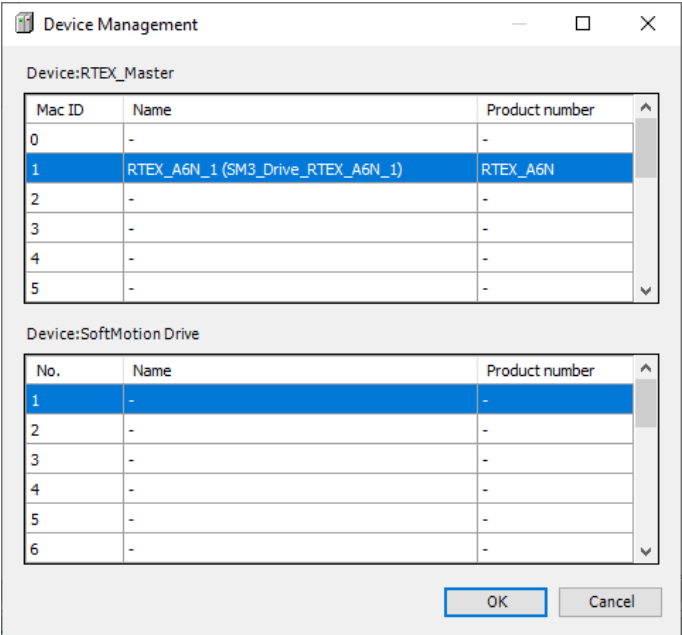 Device Management
Device:RTEX_Master
Mac ID Name Product number
0 - -
1 RTEX_A6N_1 (SM3_Drive_RTEX_A6N_1) RTEX_A6N
2 - -
3 - -
4 - -
5 - -
Device:SoftMotion Drive
No. Name Product number
1 - -
2 - -
3 - -
4 - -
5 - -
6 - -
OK Cancel